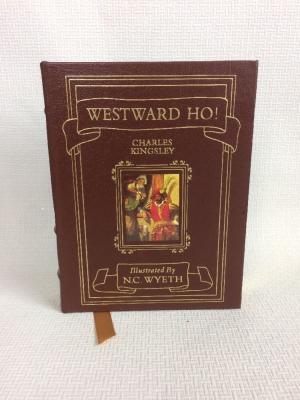 WESTWARD HO!
CHARLES
KINGSLEY
Illustrated By
N.C. WYETH